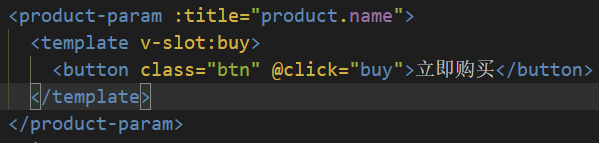 <product-param :title="product.name">
<template v-slot:buy>
<button class="btn" @click="buy">立即购买</button>
</template>
</product-param>